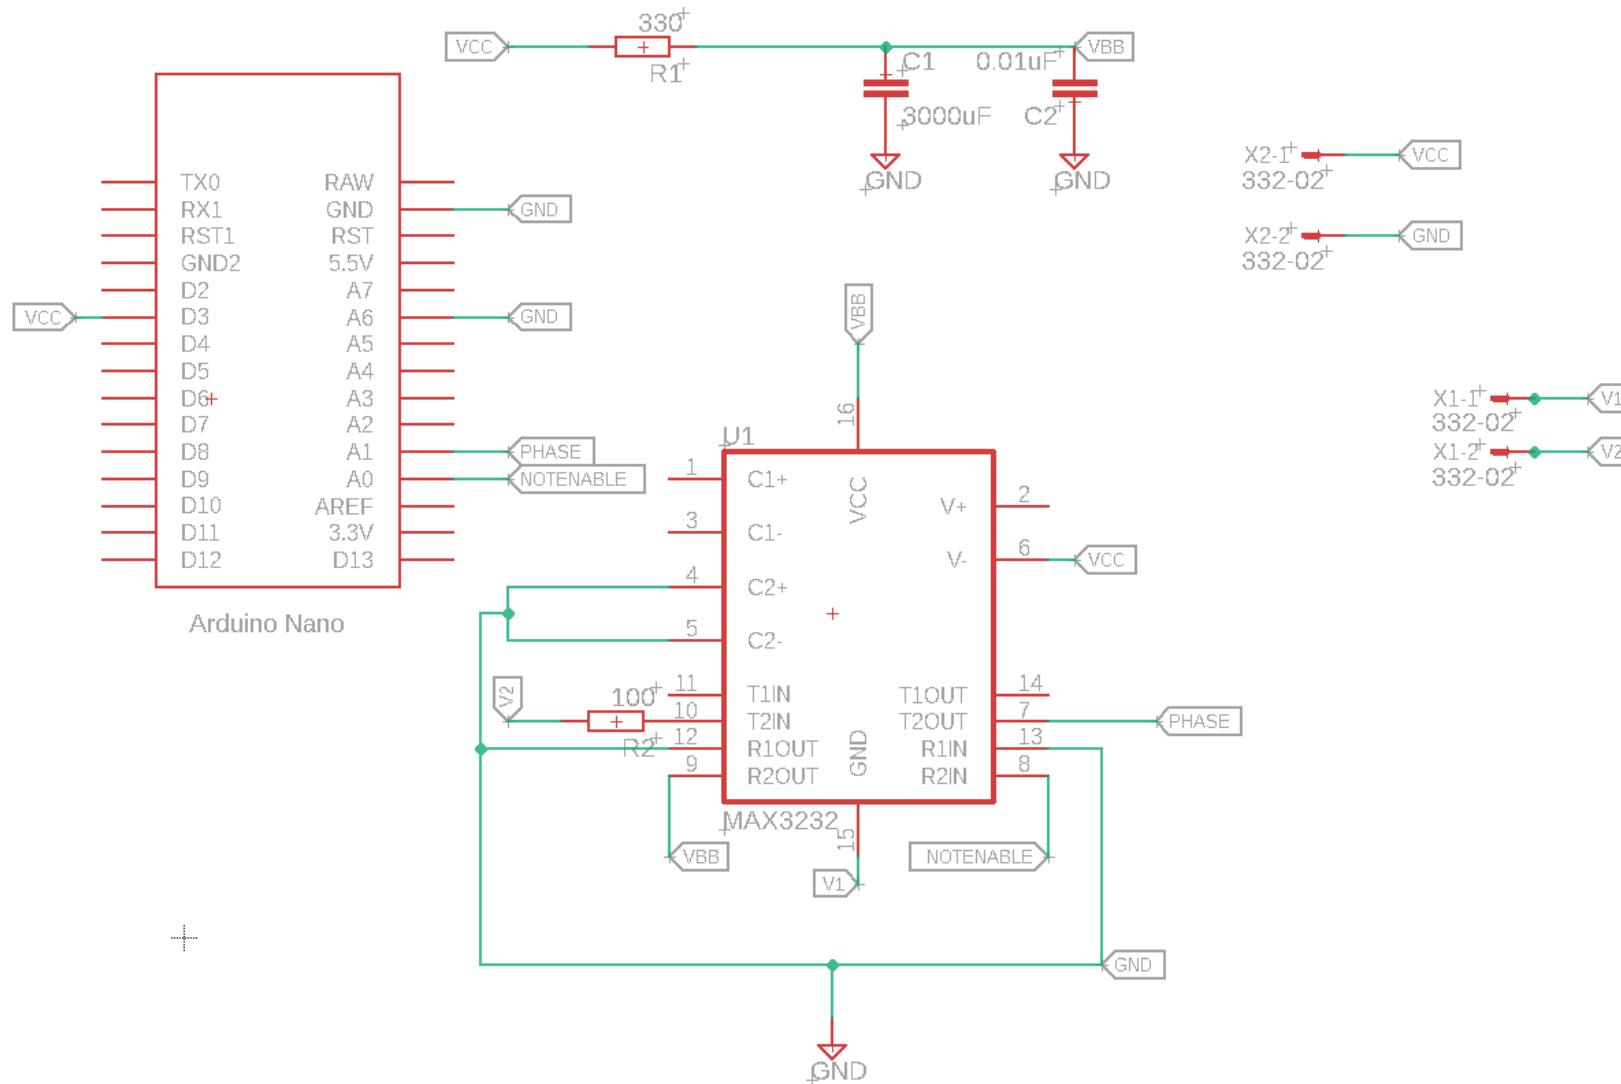 330
VCC
R1
C1
3000uF
0.01uF
C2
VBB
GND
GND
X2-1
332-02
VCC
X2-2
332-02
GND
TX0
RX1
RST1
GND2
D2
D3
D4
D5
D6
D7
D8
D9
D10
D11
D12
RAW
GND
RST
5.5V
A7
A6
A5
A4
A3
A2
A1
A0
AREF
3.3V
D13
VCC
GND
GND
PHASE
NOTENABLE
Arduino Nano
X1-1
332-02
V1
X1-2
332-02
V2
VBB
16
U1
1
3
4
5
11
10
12
9
C1+
C1-
C2+
C2-
T1IN
T2IN
R1OUT
R2OUT
VCC
GND
V+
V-
T1OUT
T2OUT
R1IN
R2IN
2
6
14
7
13
8
VCC
PHASE
V2
100
R2
MAX3232
15
VBB
V1
NOTENABLE
GND
GND